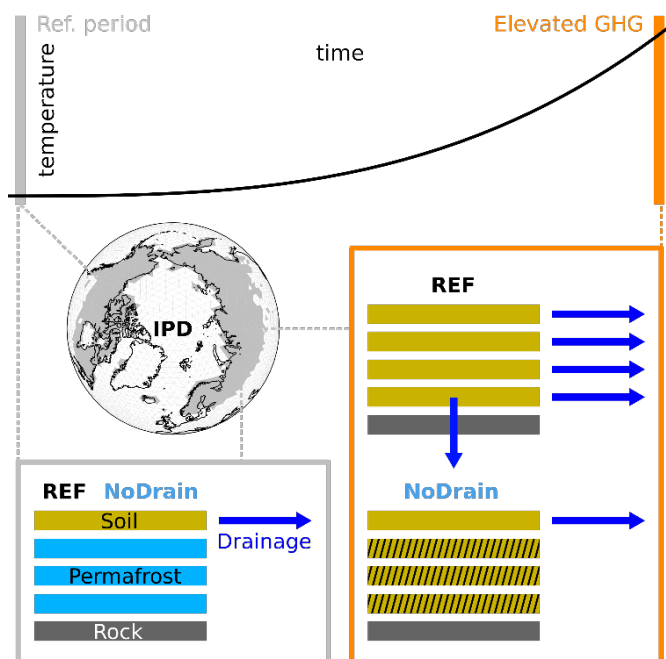 Ref. period
Elevated GHG
time
temperature
IPD
REF
REF NoDrain
NoDrain
Soil
Drainage
Permafrost
Rock